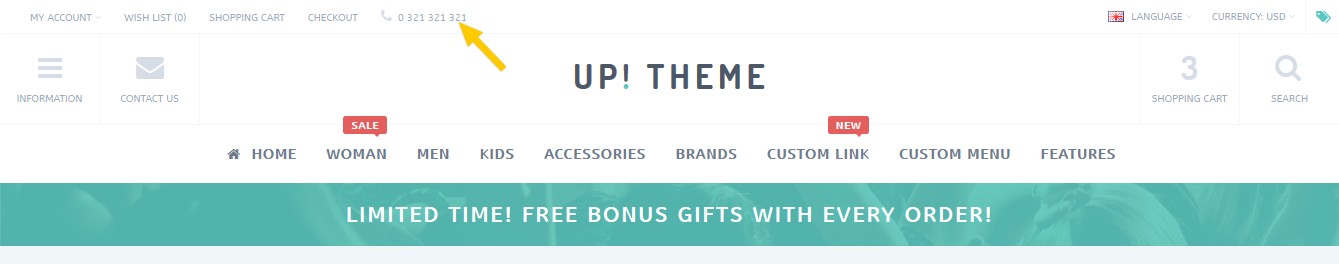 MY ACCOUNT WISH LIST (0) SHOPPING CART CHECKOUT 0 321 321 321 LANGUAGE CURRENCY: USD
UP! THEME
3
INFORMATION CONTACT US SHOPPING CART SEARCH
SALE NEW
HOME WOMAN MEN KIDS ACCESSORIES BRANDS CUSTOM LINK CUSTOM MENU FEATURES
LIMITED TIME! FREE BONUS GIFTS WITH EVERY ORDER!